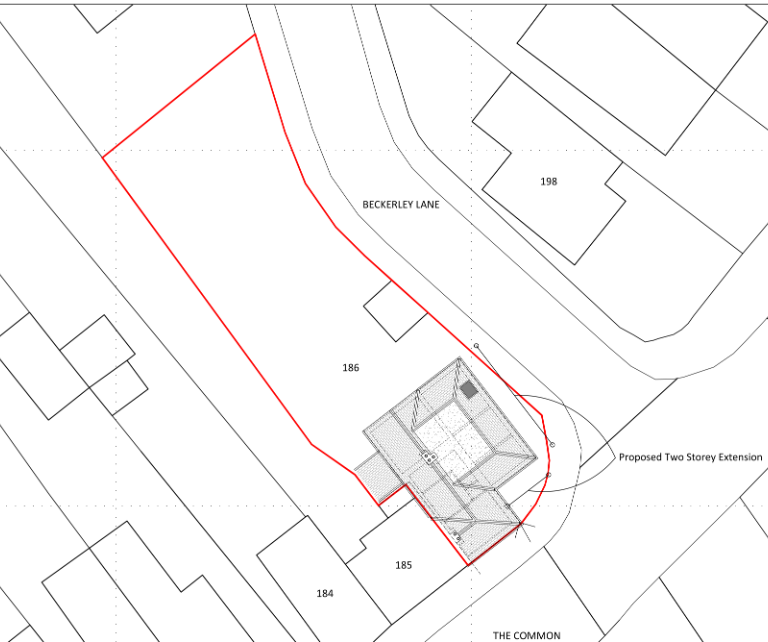 198
BECKERLEY LANE
186
Proposed Two Storey Extension
185
184
THE COMMON